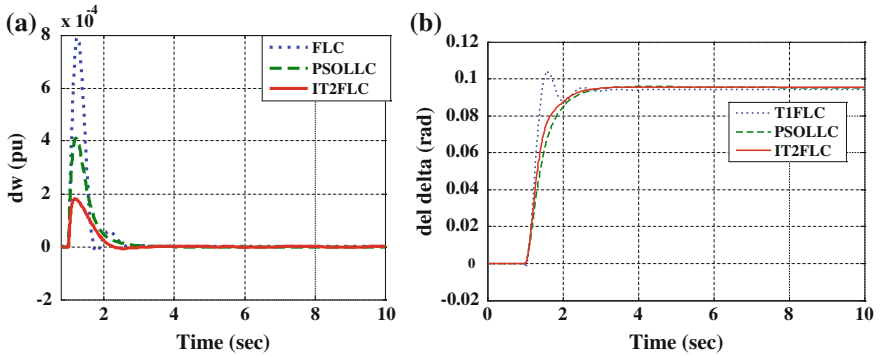 (a)
x 10⁻⁴
8
6
4
2
0
-2
2
4
6
8
10
dw (pu)
Time (sec)
FLC
PSOLLC
IT2FLC
(b)
0.12
0.1
0.08
0.06
0.04
0.02
0
-0.02
0
2
4
6
8
10
del delta (rad)
Time (sec)
T1FLC
PSOLLC
IT2FLC